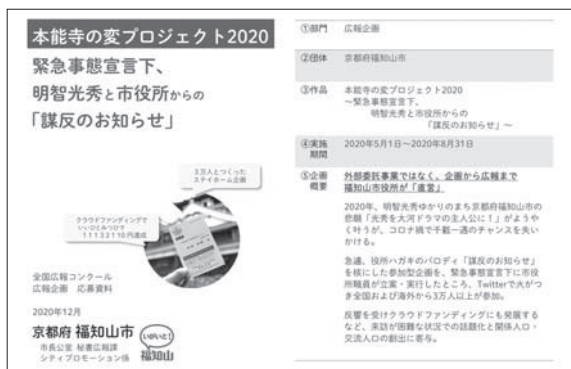 本能寺の変プロジェクト2020
緊急事態宣言下、
明智光秀と市役所からの
「謀反のお知らせ」
3万人とつくった
ステイホーム企画
クラウドファンディングで
いいひとみつひで
11132110円達成
全国広報コンクール
広報企画 応募資料
2020年12月
京都府 福知山市
市長公室 秘書広報課
シティプロモーション係
いがいと!
福知山
①部門 広報企画
②団体 京都府福知山市
③作品 本能寺の変プロジェクト2020
～緊急事態宣言下、
明智光秀と市役所からの
「謀反のお知らせ」～
④実施期間 2020年5月1日～2020年8月31日
⑤企画概要 外部委託事業ではなく、企画から広報まで
福知山市役所が「直営」
2020年、明智光秀ゆかりのまち京都府福知山市の
悲願「光秀を大河ドラマの主人公に！」がようや
く叶うが、コロナ禍で千載一遇のチャンスを失い
かける。
急遽、役所ハガキのパロディ「謀反のお知らせ」
を核にした参加型企画を、緊急事態宣言下に市役
所職員が立案・実行したところ、Twitterで火がつ
き全国および海外から3万人以上が参加。
反響を受けクラウドファンディングにも発展する
など、来訪が困難な状況での話題化と関係人口・
交流人口の創出に寄与。